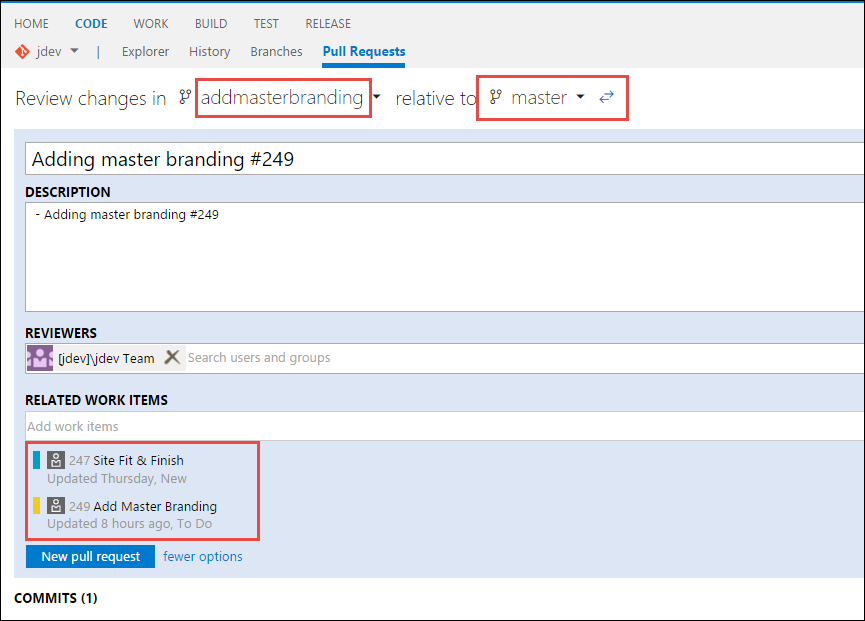 HOME CODE WORK BUILD TEST RELEASE
jdev | Explorer History Branches Pull Requests
Review changes in addmasterbranding relative to master
Adding master branding #249
DESCRIPTION
- Adding master branding #249
REVIEWERS
[jdev]\jdev Team Search users and groups
RELATED WORK ITEMS
Add work items
247 Site Fit & Finish
Updated Thursday, New
249 Add Master Branding
Updated 8 hours ago, To Do
New pull request fewer options
COMMITS (1)